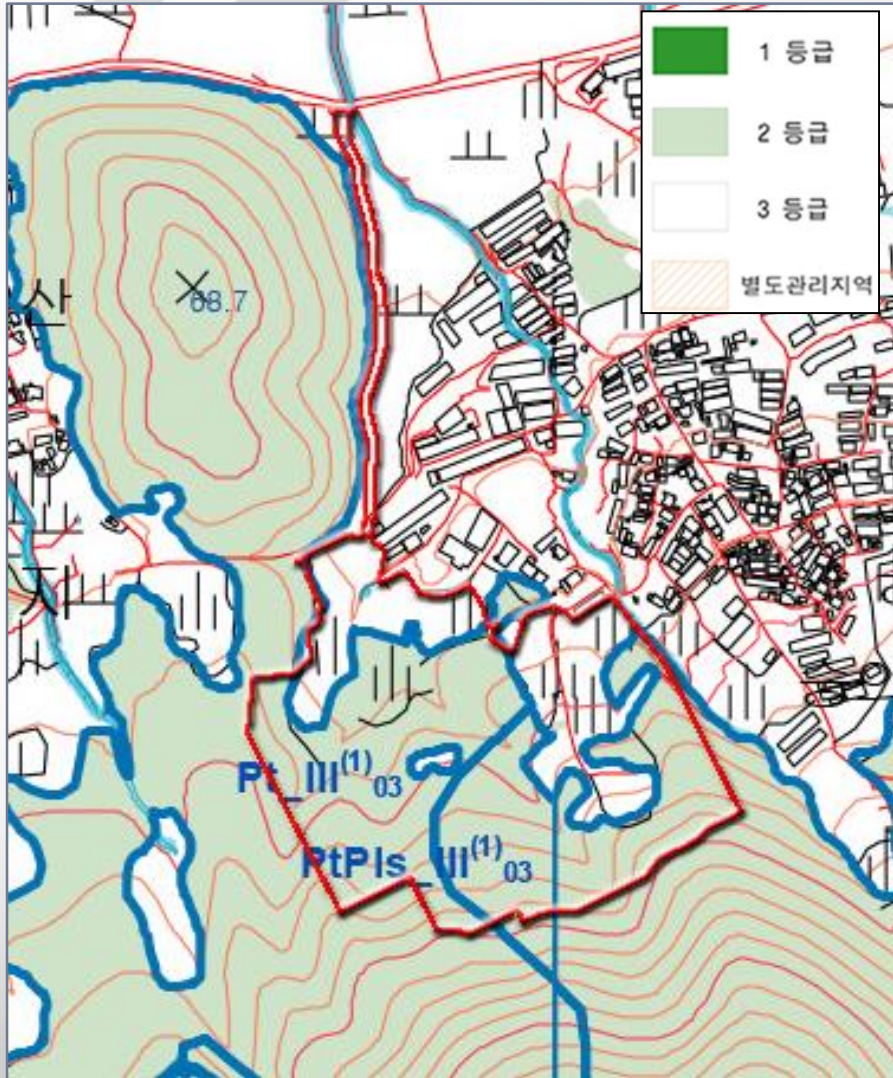 1 등급
2 등급
3 등급
별도관리지역
산
68.7
지
Pt_III(1)03
PtPls_III(1)03